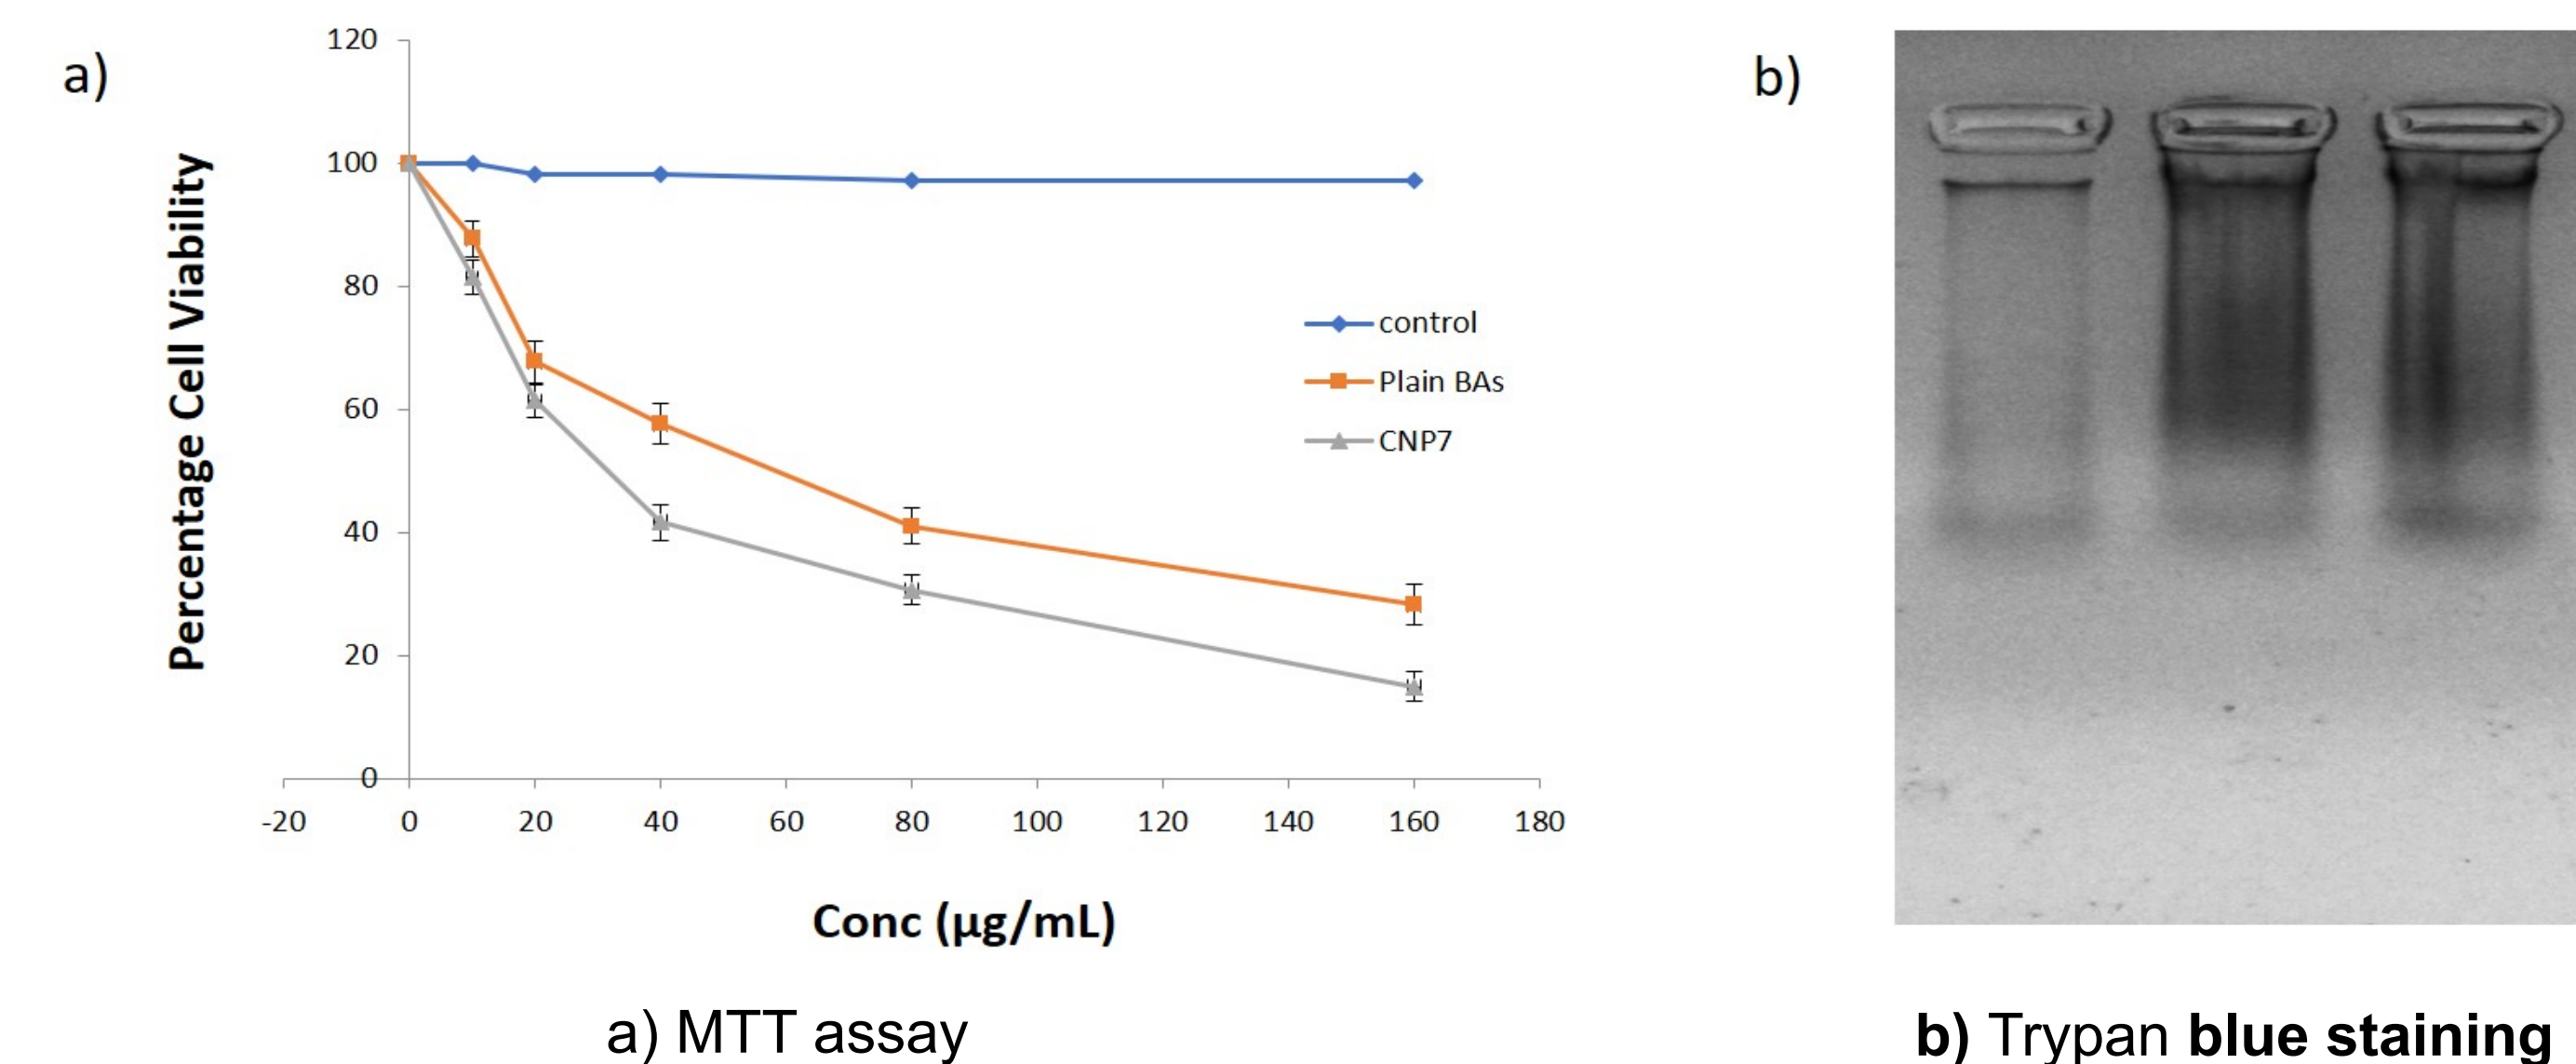 a)
120
100
80
60
40
20
0
Percentage Cell Viability
-20 0 20 40 60 80 100 120 140 160 180
Conc (µg/mL)
control
Plain BAs
CNP7
a) MTT assay
b)
b) Trypan blue staining